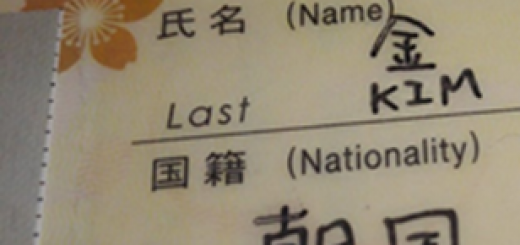 氏名 (Name)
金
Last KIM
国籍 (Nationality)